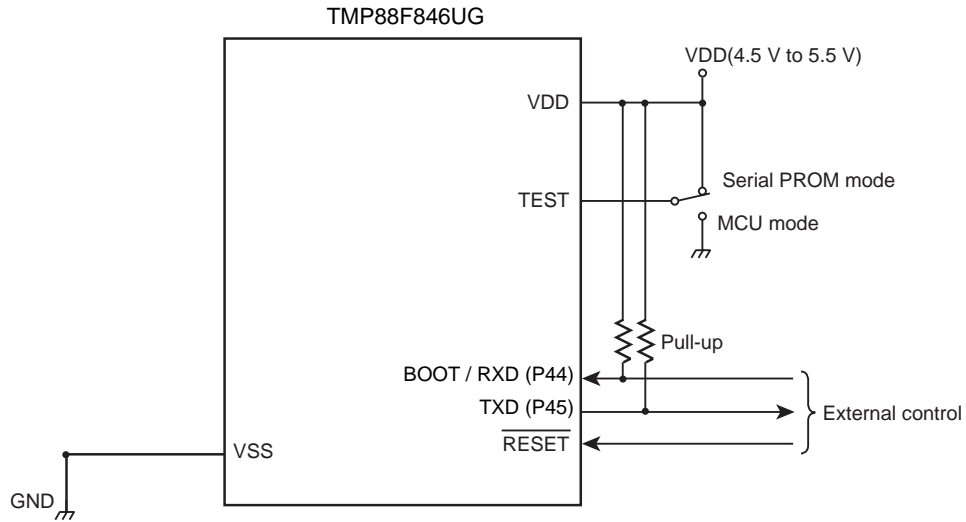 TMP88F846UG
VDD(4.5 V to 5.5 V)
VDD
Serial PROM mode
TEST
MCU mode
Pull-up
BOOT / RXD (P44)
TXD (P45)
External control
RESET
VSS
GND